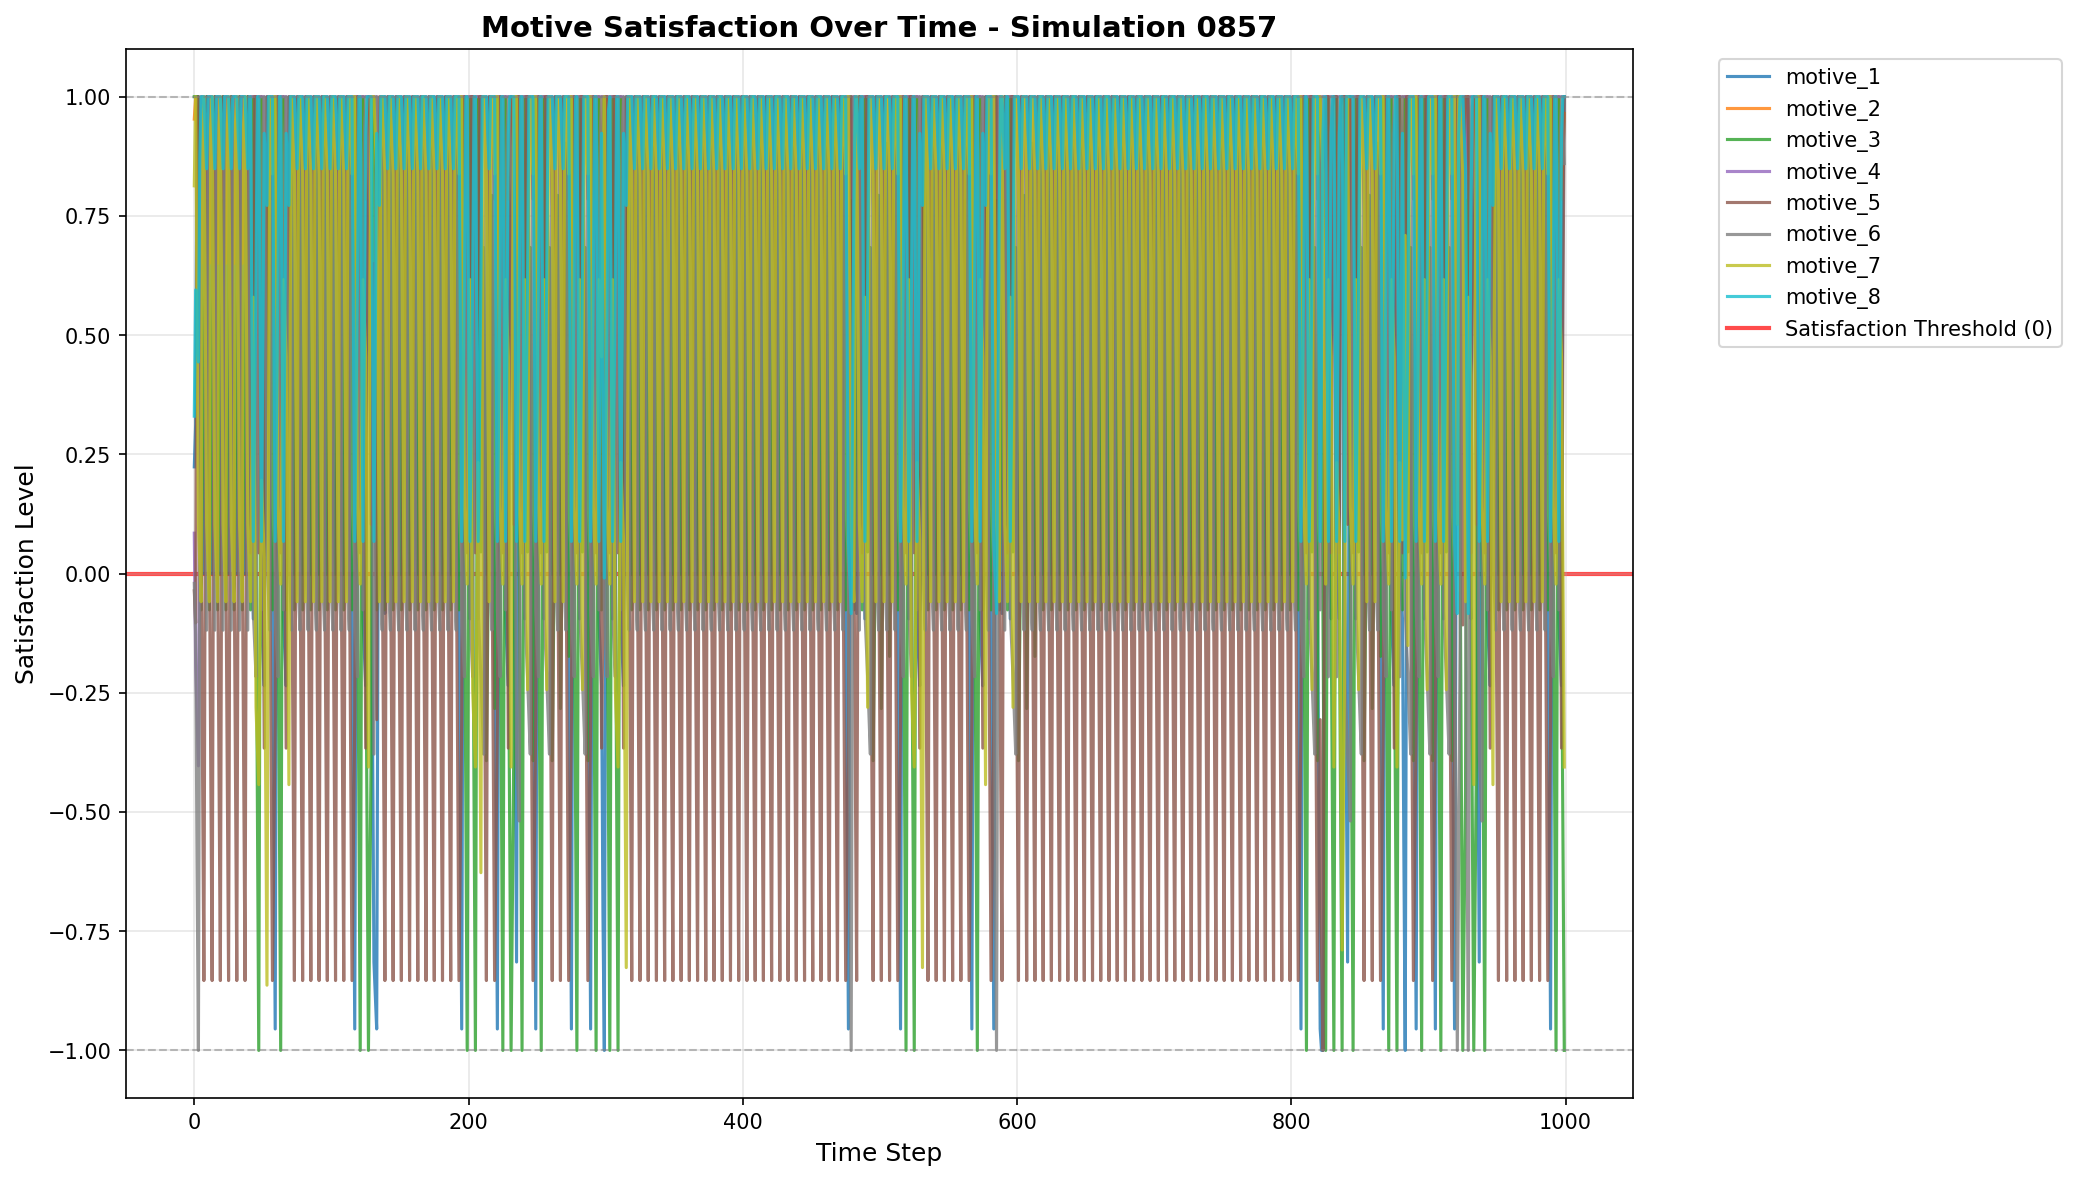 Motive Satisfaction Over Time - Simulation 0857
1.00
0.75
0.50
0.25
0.00
−0.25
−0.50
−0.75
−1.00
Satisfaction Level
0
200
400
600
800
1000
Time Step
motive_1
motive_2
motive_3
motive_4
motive_5
motive_6
motive_7
motive_8
Satisfaction Threshold (0)